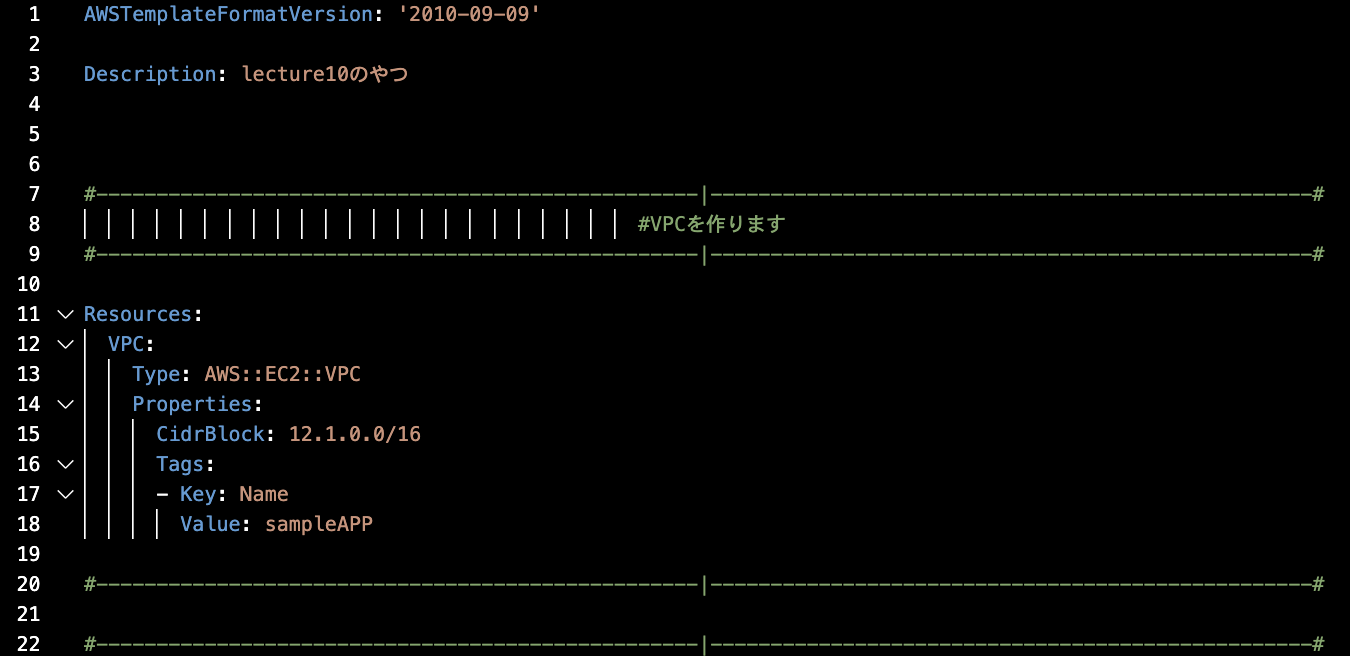 1 AWSTemplateFormatVersion: '2010-09-09'
2
3 Description: lecture10のやつ
4
5
6
7 #--------------------------------------------------|--------------------------------------------------#
8 #VPCを作ります
9 #--------------------------------------------------|--------------------------------------------------#
10
11 Resources:
12   VPC:
13     Type: AWS::EC2::VPC
14     Properties:
15       CidrBlock: 12.1.0.0/16
16       Tags:
17       - Key: Name
18         Value: sampleAPP
19
20 #--------------------------------------------------|--------------------------------------------------#
21
22 #--------------------------------------------------|--------------------------------------------------#